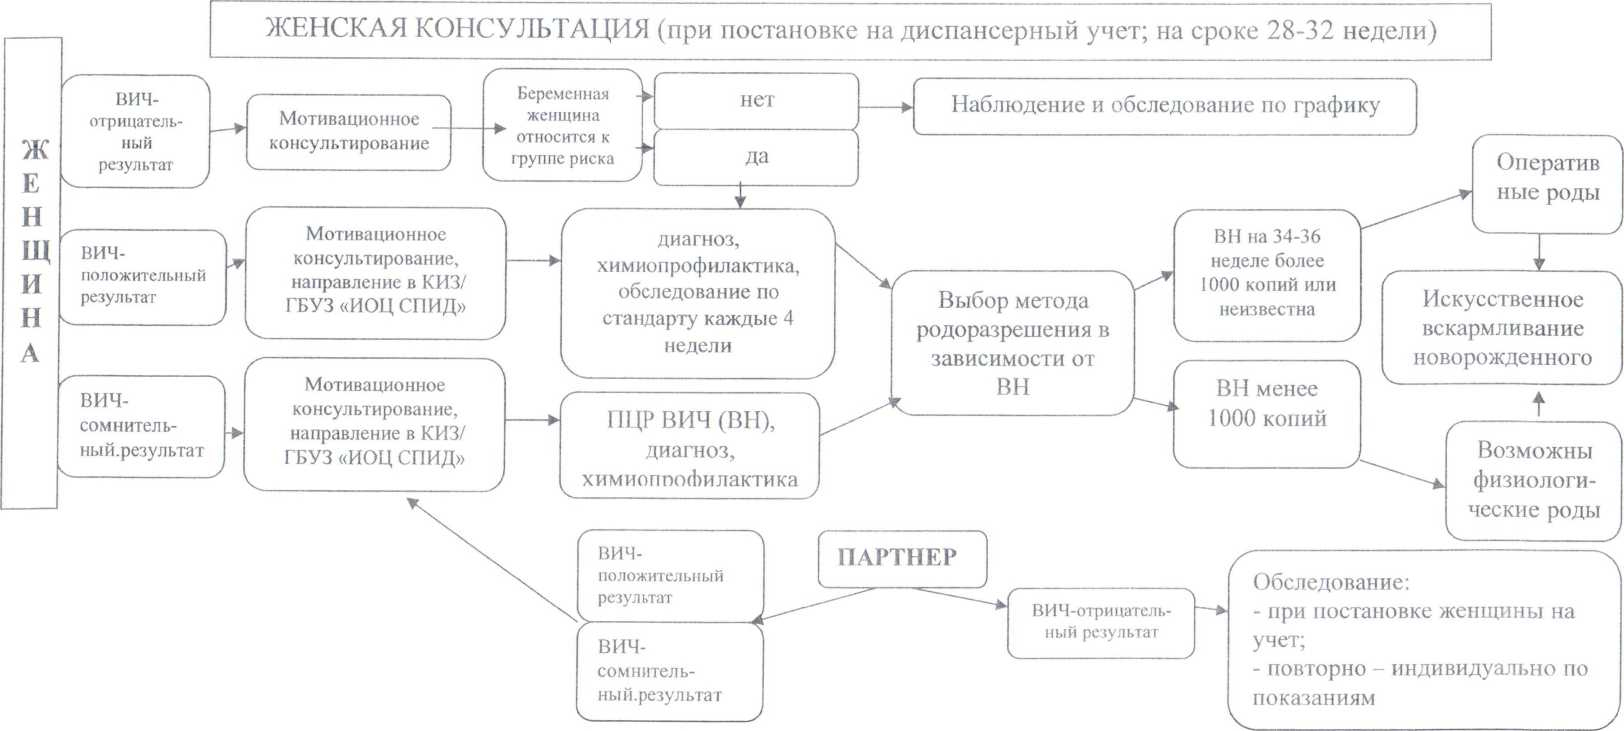 ЖЕНСКАЯ КОНСУЛЬТАЦИЯ (при постановке на диспансерный учет; на сроке 28-32 недели)
ЖЕНЩИНА
ВИЧ-
отрицатель-
ный
результат
Мотивационное
консультирование
Беременная
женщина
относится к
группе риска
нет
да
Наблюдение и обследование по графику
ВИЧ-
положительный
результат
Мотивационное
консультирование,
направление в КИЗ/
ГБУЗ «ИОЦ СПИД»
диагноз,
химиопрофилактика,
обследование по
стандарту каждые 4
недели
Выбор метода
родоразрешения в
зависимости от
ВН
ВН на 34-36
неделе более
1000 копий или
неизвестна
Оператив
ные роды
Искусственное
вскармливание
новорожденного
ВИЧ-
сомнитель-
ный.результат
Мотивационное
консультирование,
направление в КИЗ/
ГБУЗ «ИОЦ СПИД»
ПЦР ВИЧ (ВН),
диагноз,
химиопрофилактика
ВН менее
1000 копий
Возможны
физиологи-
ческие роды
ПАРТНЕР
ВИЧ-
положительный
результат
ВИЧ-
сомнитель-
ный.результат
ВИЧ-отрицатель-
ный результат
Обследование:
- при постановке женщины на
учет;
- повторно – индивидуально по
показаниям